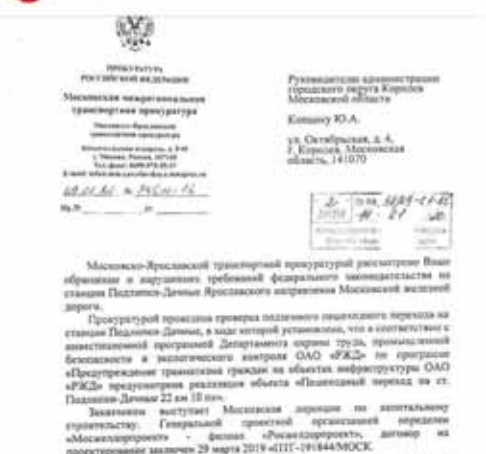 ПРОКУРАТУРА
РОССИЙСКОЙ ФЕДЕРАЦИИ
Московская межрегиональная
транспортная прокуратура
Московско-Ярославская
транспортная прокуратура
Руководителю администрации
городского округа Королев
Московской области
Копцику Ю.А.
ул. Октябрьская, д. 4,
г. Королев, Московская
область, 141070
Московско-Ярославской транспортной прокуратурой рассмотрено Ваше
обращение о нарушениях требований федерального законодательства на
станции Подлипки-Дачные Ярославского направления Московской железной
дороги.
Прокуратурой проведена проверка подземного пешеходного перехода на
станции Подлипки-Дачные, в ходе которой установлено, что в соответствии с
инвестиционной программой Департамента охраны труда, промышленной
безопасности и экологического контроля ОАО «РЖД» по программе
«Предупреждение травматизма граждан на объектах инфраструктуры ОАО
«РЖД» предусмотрена реализация объекта «Пешеходный переход на ст.
Подлипки-Дачные 22 км 10 пк».
Заказчиком выступает Московская дирекция по капитальному
строительству. Генеральной проектной организацией определен
«Мосжелдорпроект» - филиал «Росжелдорпроект», договор на
проектирование заключен 29 марта 2019 «ППТ-191844/МОСК.